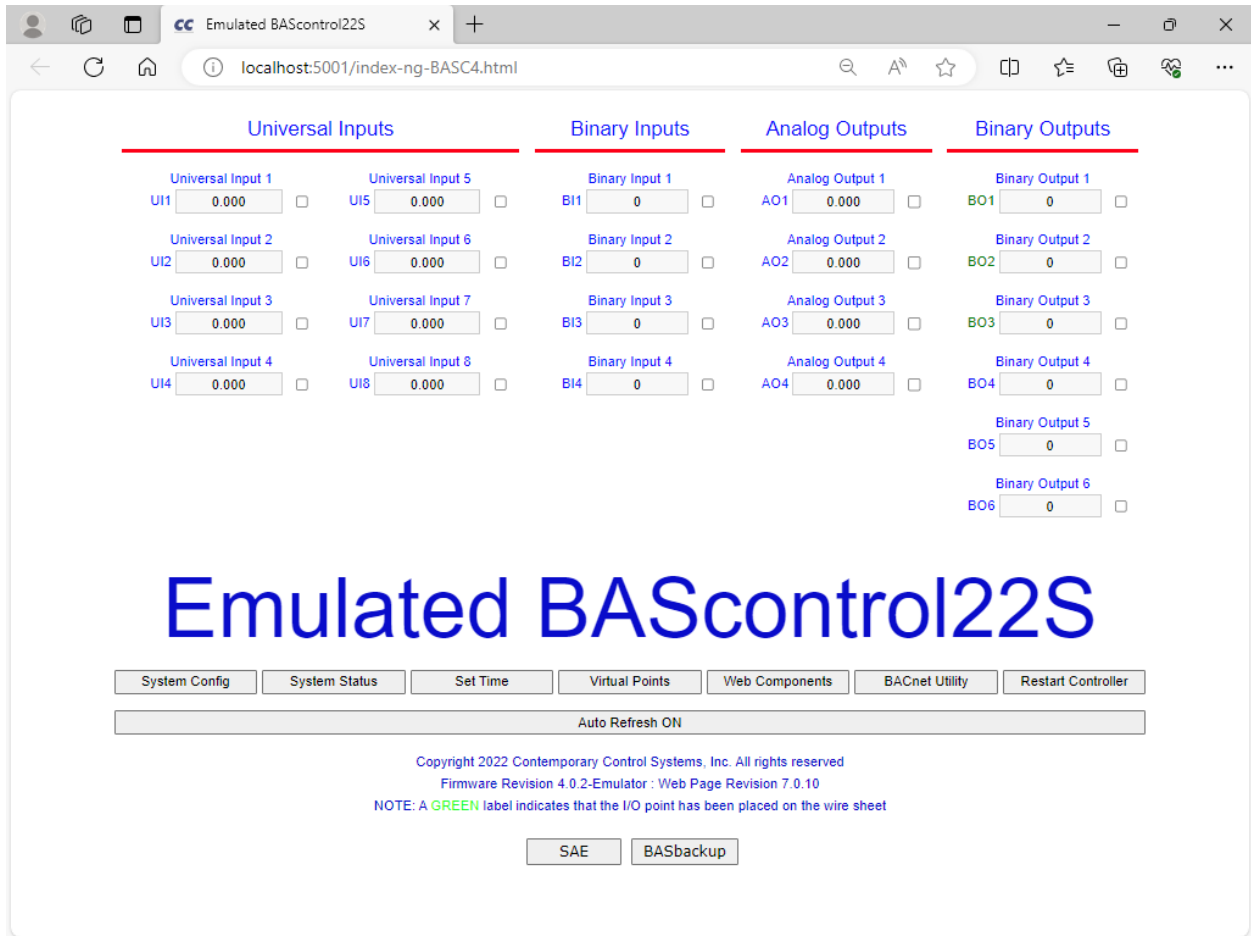 cc Emulated BAScontrol22S
localhost:5001/index-ng-BASC4.html
Universal Inputs Binary Inputs Analog Outputs Binary Outputs
Universal Input 1 Universal Input 5 Binary Input 1 Analog Output 1 Binary Output 1
UI1 0.000 UI5 0.000 BI1 0 AO1 0.000 BO1 0
Universal Input 2 Universal Input 6 Binary Input 2 Analog Output 2 Binary Output 2
UI2 0.000 UI6 0.000 BI2 0 AO2 0.000 BO2 0
Universal Input 3 Universal Input 7 Binary Input 3 Analog Output 3 Binary Output 3
UI3 0.000 UI7 0.000 BI3 0 AO3 0.000 BO3 0
Universal Input 4 Universal Input 8 Binary Input 4 Analog Output 4 Binary Output 4
UI4 0.000 UI8 0.000 BI4 0 AO4 0.000 BO4 0
Binary Output 5
BO5 0
Binary Output 6
BO6 0
Emulated BAScontrol22S
System Config System Status Set Time Virtual Points Web Components BACnet Utility Restart Controller
Auto Refresh ON
Copyright 2022 Contemporary Control Systems, Inc. All rights reserved
Firmware Revision 4.0.2-Emulator : Web Page Revision 7.0.10
NOTE: A GREEN label indicates that the I/O point has been placed on the wire sheet
SAE BASbackup